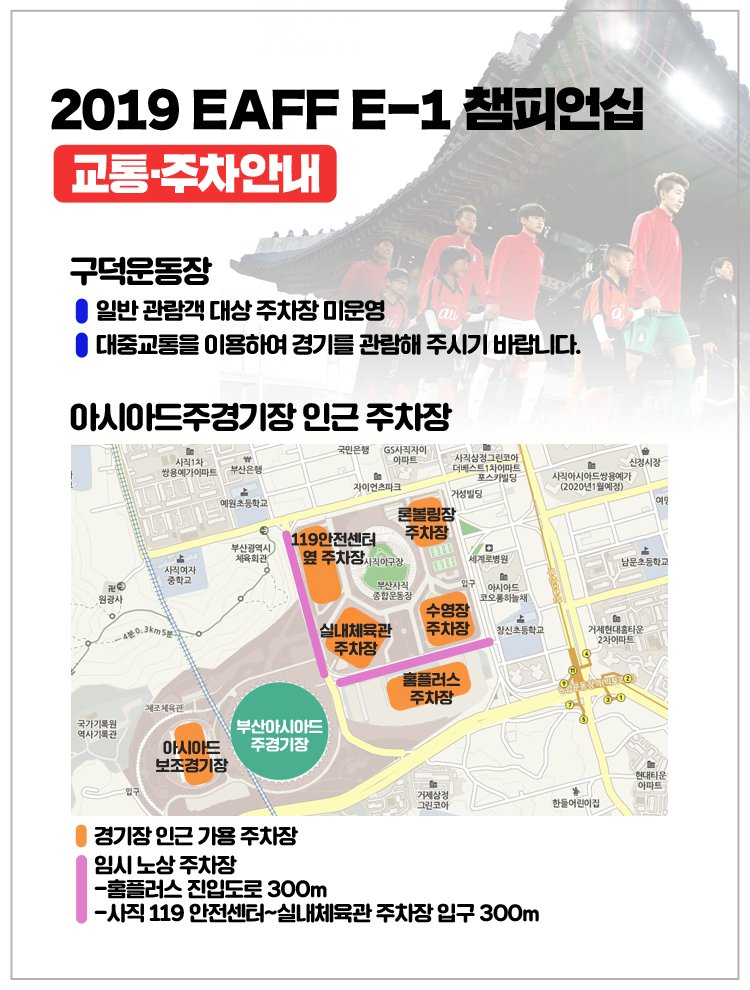 2019 EAFF E-1 챔피언십
교통·주차안내
구덕운동장
일반 관람객 대상 주차장 미운영
대중교통을 이용하여 경기를 관람해 주시기 바랍니다.
아시아드주경기장 인근 주차장
국민은행
GS사직자이
아파트
사직1차
쌍용예가아파트
부산은행
사직삼정그린코아
더베스트1차아파트
포스키빌딩
신정시장
사직아시아드쌍용예가
(2020년1월예정)
자이언츠파크
거성빌딩
예원초등학교
론볼링장
주차장
119안전센터
옆 주차장
부산광역시
체육회관
사직야구장
부산사직
종합운동장
세계로병원
입구
남문초등학교
사직여자
중학교
아시아드
코오롱하늘채
원광사
수영장
주차장
창신초등학교
거제현대홈타운
2차아파트
4분, 0.3km 5분
실내체육관
주차장
홈플러스
주차장
체조체육관
국가기록원
역사기록관
부산아시아드
주경기장
아시아드
보조경기장
입구
거제삼정
그린코아
한들어린이집
현대타운
아파트
경기장 인근 가용 주차장
임시 노상 주차장
-홈플러스 진입도로 300m
-사직 119 안전센터~실내체육관 주차장 입구 300m